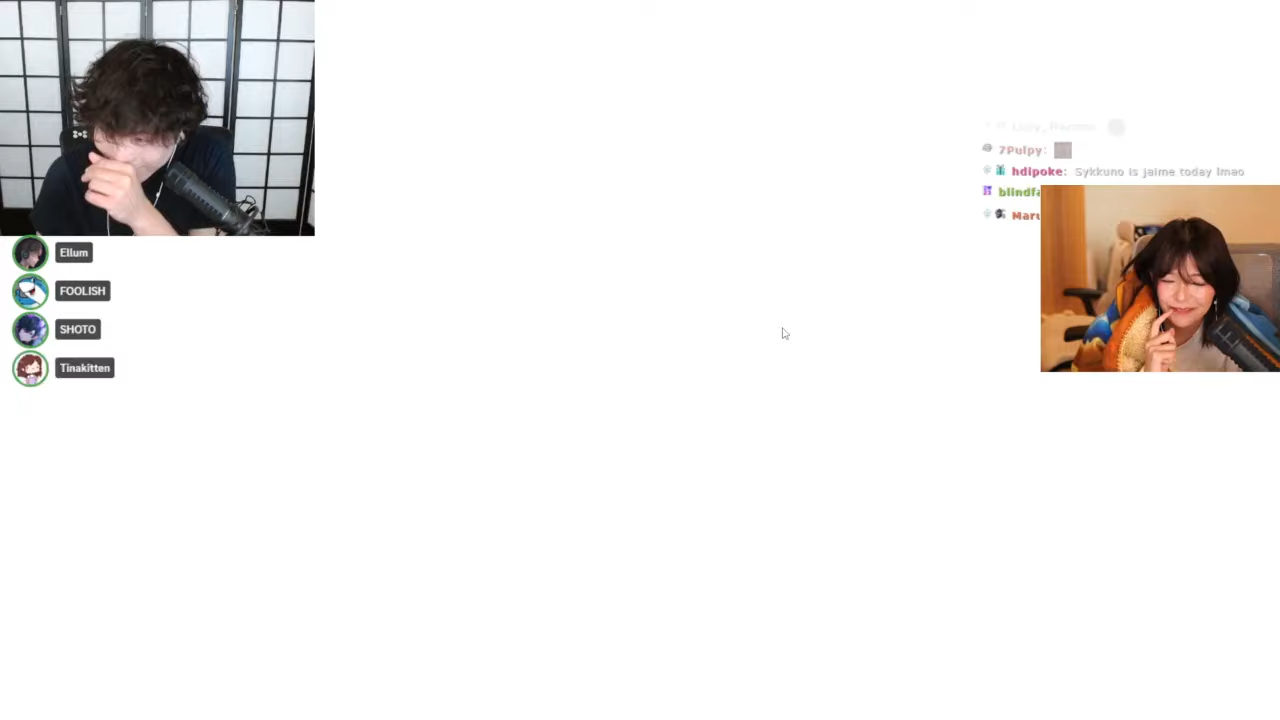 7Pulpy:
hdipoke: Sykkuno is jaime today lmao
Ellum
FOOLISH
SHOTO
Tinakitten